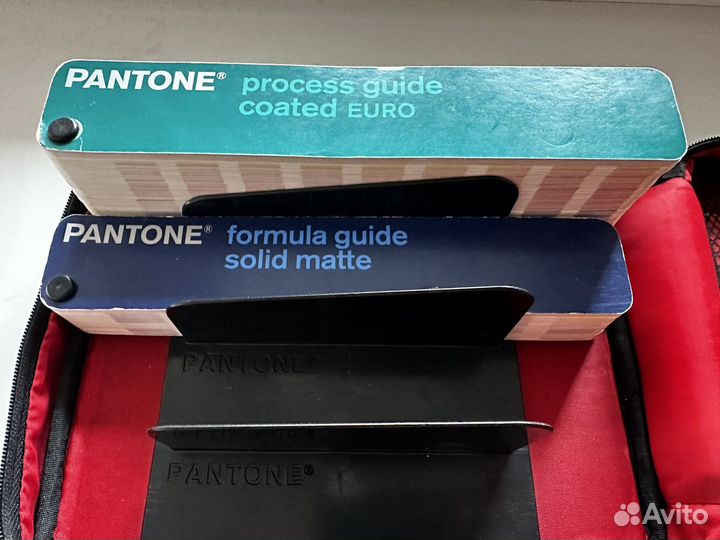 PANTONE® process guide
coated EURO
PANTONE® formula guide
solid matte
PANTONE®
PANTONE®
Avito